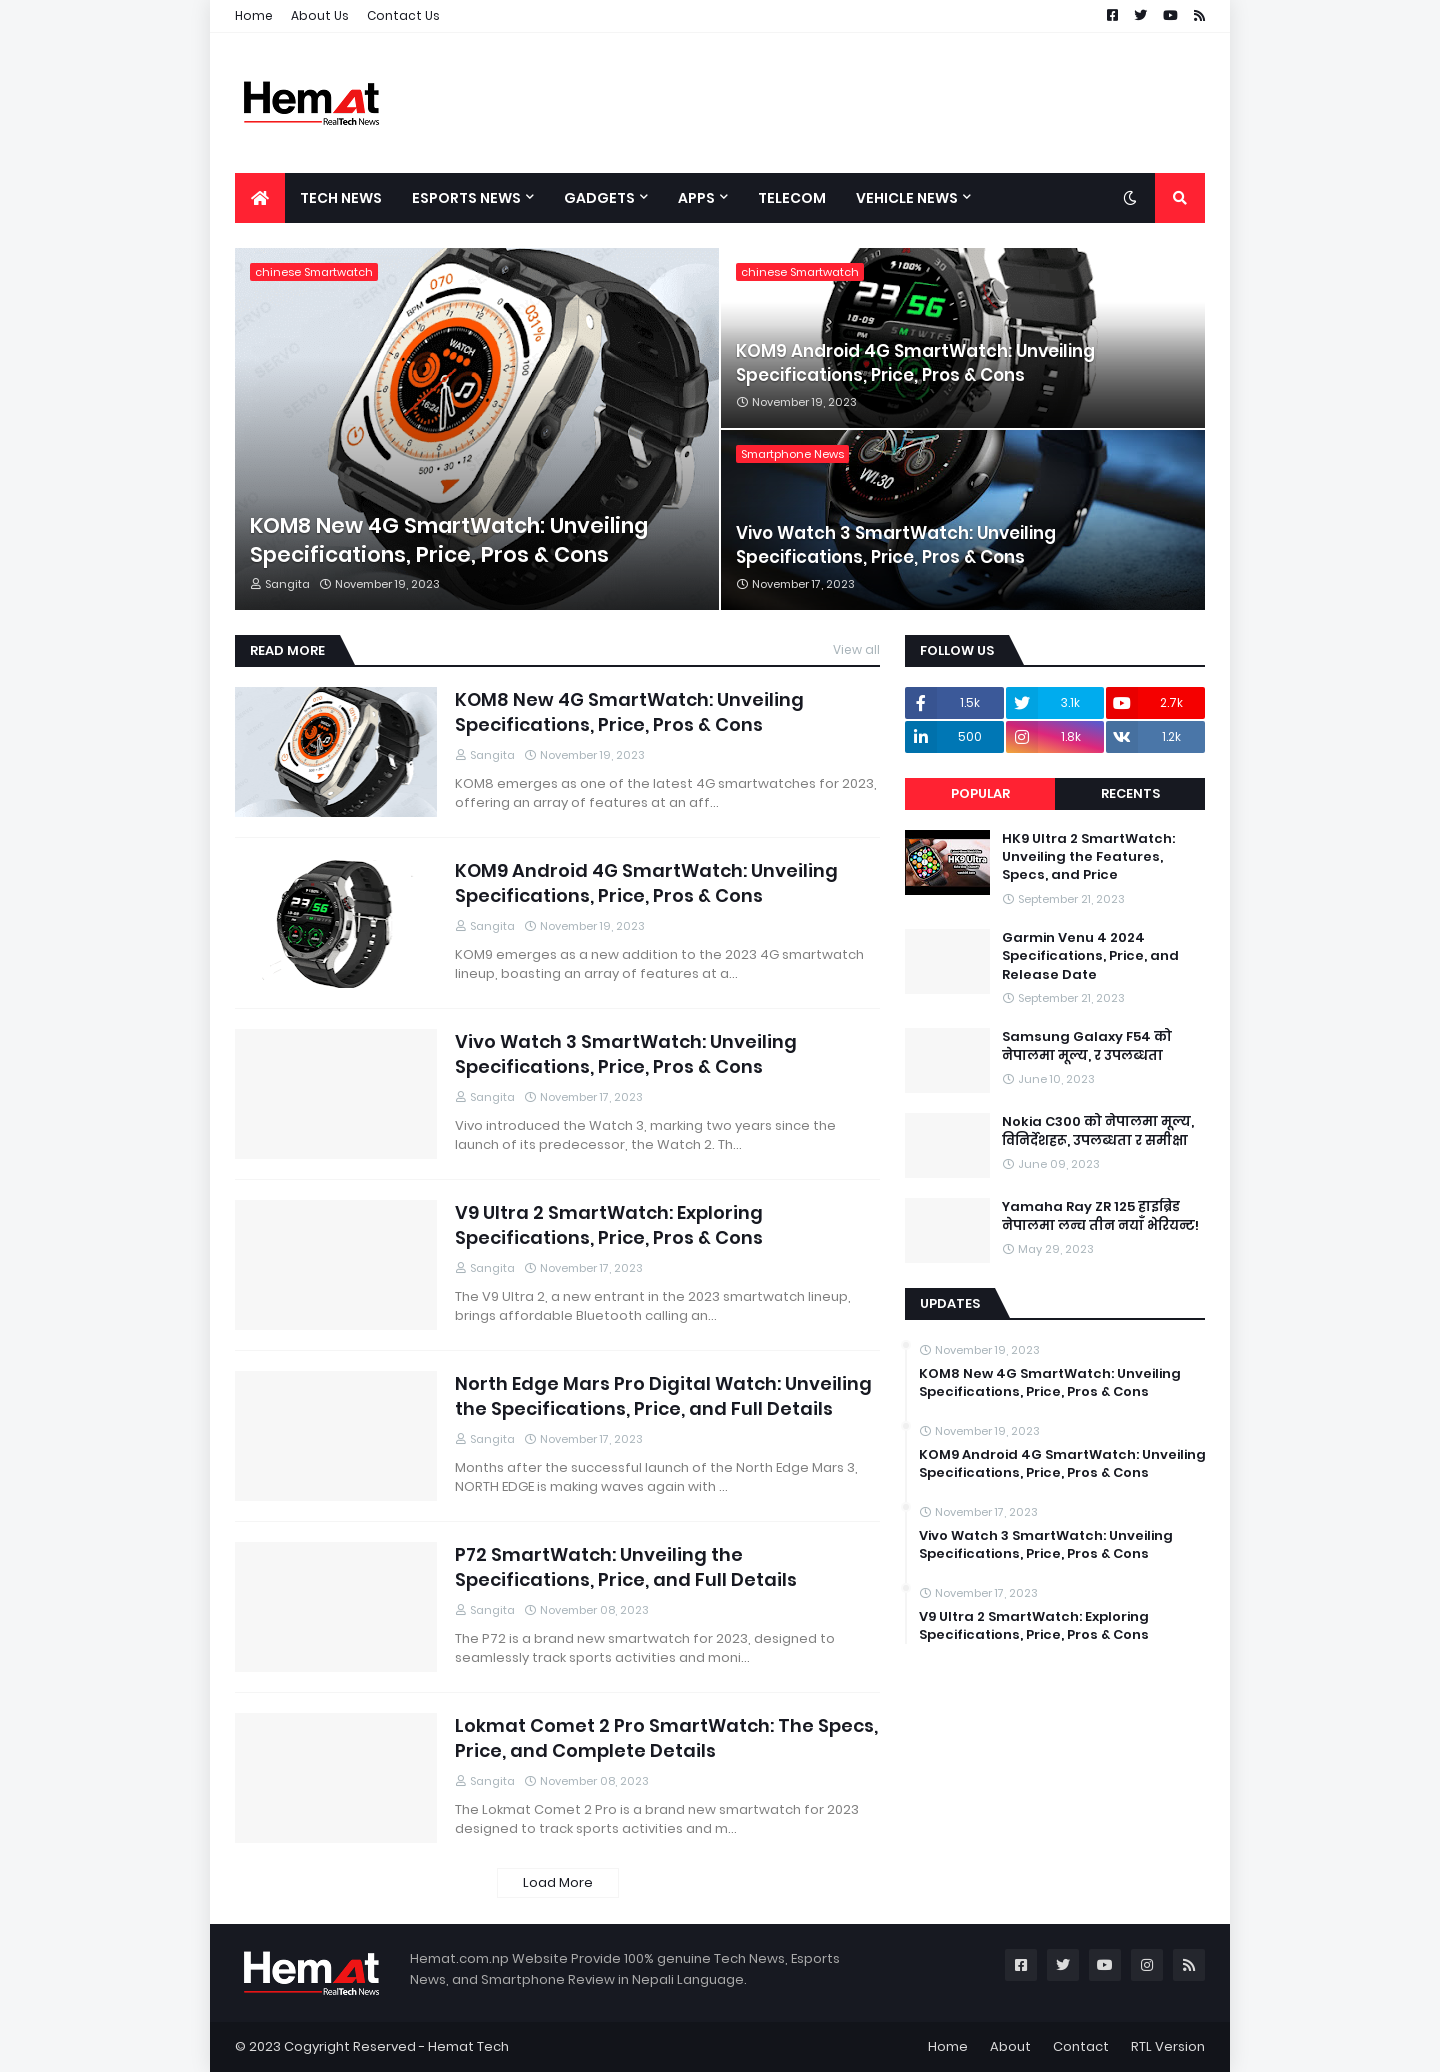 Home About Us Contact Us
Hemat
RealTech News
TECH NEWS ESPORTS NEWS GADGETS APPS TELECOM VEHICLE NEWS
chinese Smartwatch
KOM8 New 4G SmartWatch: Unveiling
Specifications, Price, Pros & Cons
Sangita November 19, 2023
chinese Smartwatch
KOM9 Android 4G SmartWatch: Unveiling
Specifications, Price, Pros & Cons
November 19, 2023
Smartphone News
Vivo Watch 3 SmartWatch: Unveiling
Specifications, Price, Pros & Cons
November 17, 2023
READ MORE
View all
KOM8 New 4G SmartWatch: Unveiling
Specifications, Price, Pros & Cons
Sangita November 19, 2023
KOM8 emerges as one of the latest 4G smartwatches for 2023,
offering an array of features at an aff...
KOM9 Android 4G SmartWatch: Unveiling
Specifications, Price, Pros & Cons
Sangita November 19, 2023
KOM9 emerges as a new addition to the 2023 4G smartwatch
lineup, boasting an array of features at a...
Vivo Watch 3 SmartWatch: Unveiling
Specifications, Price, Pros & Cons
Sangita November 17, 2023
Vivo introduced the Watch 3, marking two years since the
launch of its predecessor, the Watch 2. Th...
V9 Ultra 2 SmartWatch: Exploring
Specifications, Price, Pros & Cons
Sangita November 17, 2023
The V9 Ultra 2, a new entrant in the 2023 smartwatch lineup,
brings affordable Bluetooth calling an...
North Edge Mars Pro Digital Watch: Unveiling
the Specifications, Price, and Full Details
Sangita November 17, 2023
Months after the successful launch of the North Edge Mars 3,
NORTH EDGE is making waves again with ...
P72 SmartWatch: Unveiling the
Specifications, Price, and Full Details
Sangita November 08, 2023
The P72 is a brand new smartwatch for 2023, designed to
seamlessly track sports activities and moni...
Lokmat Comet 2 Pro SmartWatch: The Specs,
Price, and Complete Details
Sangita November 08, 2023
The Lokmat Comet 2 Pro is a brand new smartwatch for 2023
designed to track sports activities and m...
Load More
FOLLOW US
1.5k 3.1k 2.7k
500 1.8k 1.2k
POPULAR RECENTS
HK9 Ultra
HK9 Ultra 2 SmartWatch:
Unveiling the Features,
Specs, and Price
September 21, 2023
Garmin Venu 4 2024
Specifications, Price, and
Release Date
September 21, 2023
Samsung Galaxy F54 को
नेपालमा मूल्य, र उपलब्धता
June 10, 2023
Nokia C300 को नेपालमा मूल्य,
विनिर्देशहरू, उपलब्धता र समीक्षा
June 09, 2023
Yamaha Ray ZR 125 हाइब्रिड
नेपालमा लन्च तीन नयाँ भेरियन्ट!
May 29, 2023
UPDATES
November 19, 2023
KOM8 New 4G SmartWatch: Unveiling
Specifications, Price, Pros & Cons
November 19, 2023
KOM9 Android 4G SmartWatch: Unveiling
Specifications, Price, Pros & Cons
November 17, 2023
Vivo Watch 3 SmartWatch: Unveiling
Specifications, Price, Pros & Cons
November 17, 2023
V9 Ultra 2 SmartWatch: Exploring
Specifications, Price, Pros & Cons
Hemat
RealTech News
Hemat.com.np Website Provide 100% genuine Tech News, Esports
News, and Smartphone Review in Nepali Language.
© 2023 Cogyright Reserved - Hemat Tech
Home About Contact RTL Version